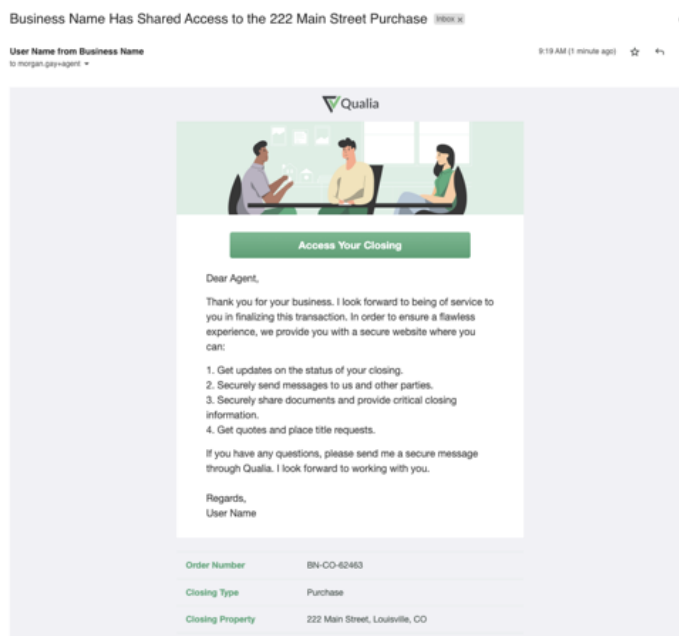 Business Name Has Shared Access to the 222 Main Street Purchase Inbox x
User Name from Business Name 9:19 AM (1 minute ago)
to morgan.gay+agent
Qualia
Access Your Closing
Dear Agent,
Thank you for your business. I look forward to being of service to
you in finalizing this transaction. In order to ensure a flawless
experience, we provide you with a secure website where you
can:
1. Get updates on the status of your closing.
2. Securely send messages to us and other parties.
3. Securely share documents and provide critical closing
information.
4. Get quotes and place title requests.
If you have any questions, please send me a secure message
through Qualia. I look forward to working with you.
Regards,
User Name
Order Number BN-CO-62463
Closing Type Purchase
Closing Property 222 Main Street, Louisville, CO